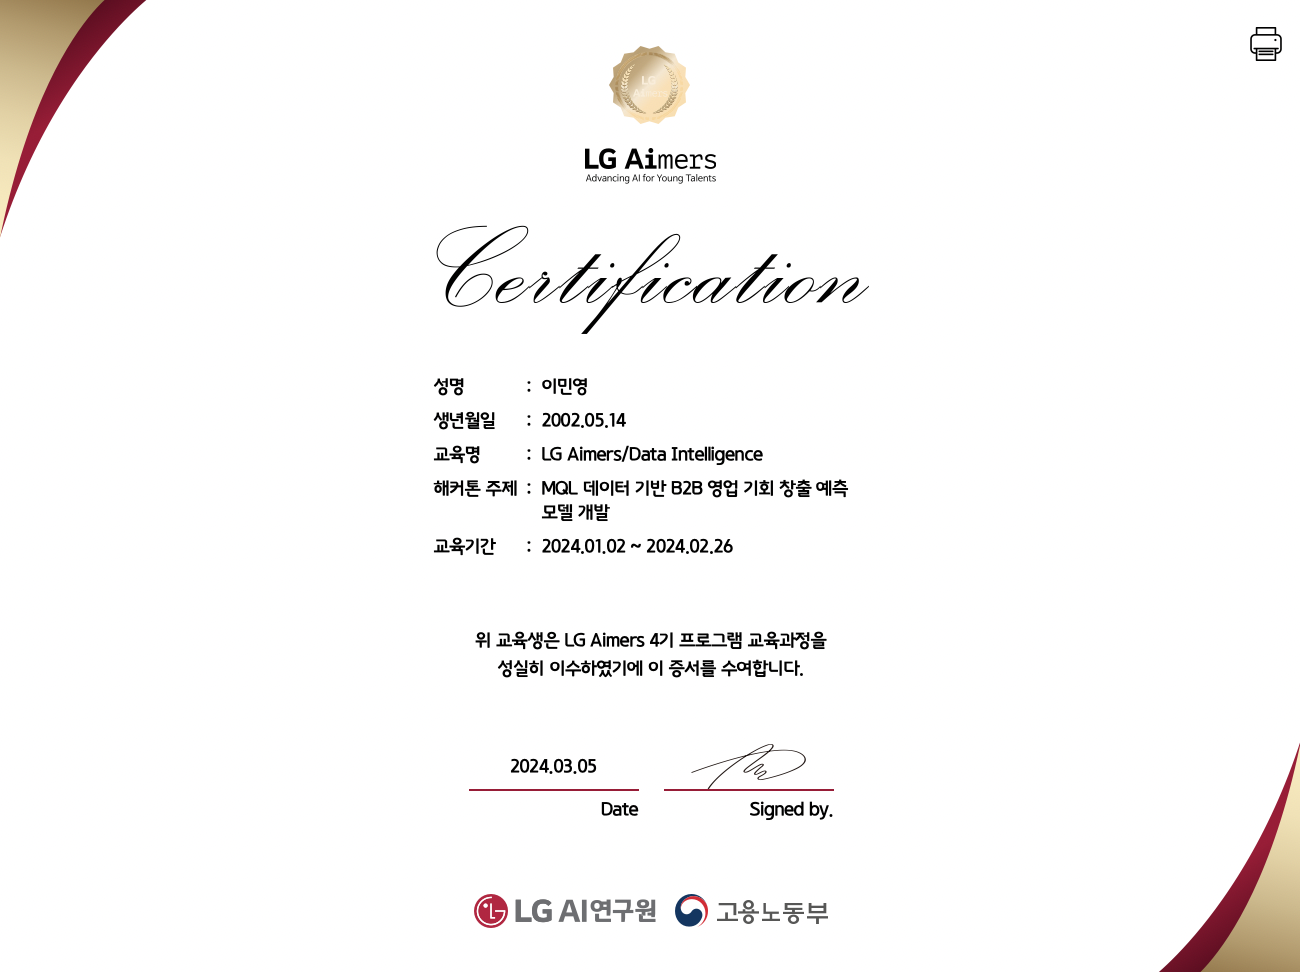 LG
LG Aimers
Advancing AI for Young Talents
Certification
성명 : 이민영
생년월일 : 2002.05.14
교육명 : LG Aimers/Data Intelligence
해커톤 주제 : MQL 데이터 기반 B2B 영업 기회 창출 예측
모델 개발
교육기간 : 2024.01.02 ~ 2024.02.26
위 교육생은 LG Aimers 4기 프로그램 교육과정을
성실히 이수하였기에 이 증서를 수여합니다.
2024.03.05
Date Signed by.
LG AI연구원 고용노동부